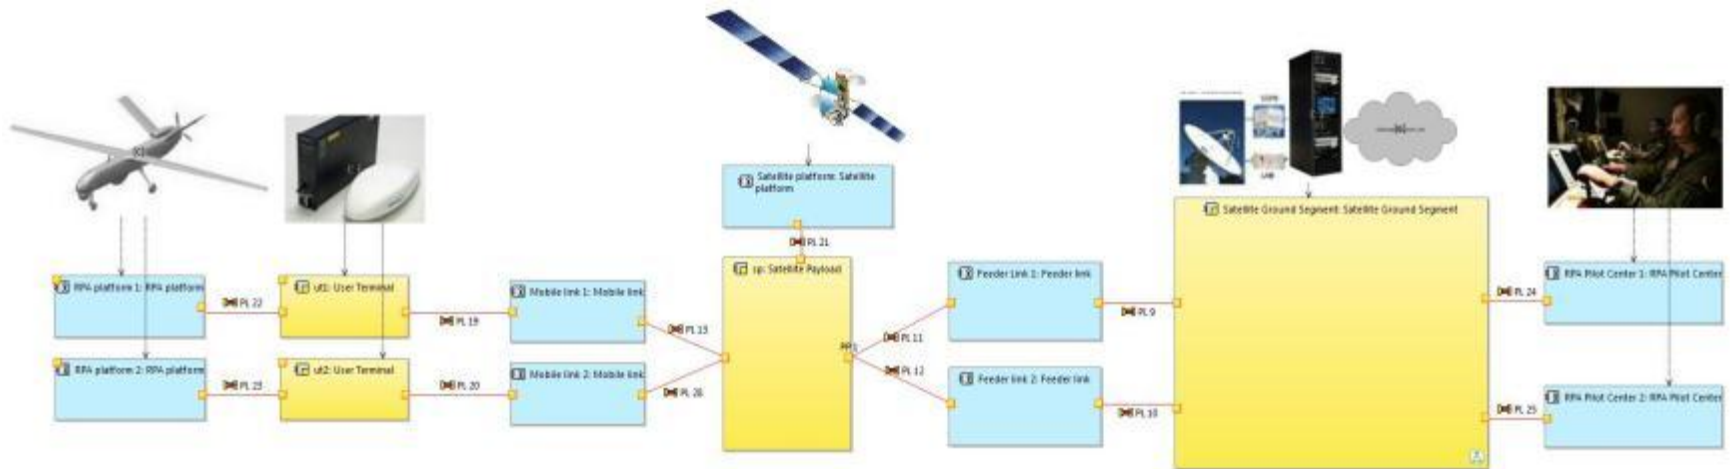 Satellite platform: Satellite
platform
PL 21
sp: Satellite Payload
Satellite Ground Segment: Satellite Ground Segment
RPA platform 1: RPA platform
PL 22
ut1: User Terminal
PL 19
Mobile link 1: Mobile link
PL 13
PP1
PL 11
Feeder Link 1: Feeder link
PL 9
PL 24
RPA Pilot Center 1: RPA Pilot Center
RPA platform 2: RPA platform
PL 23
ut2: User Terminal
PL 20
Mobile link 2: Mobile link
PL 28
PL 12
Feeder link 2: Feeder link
PL 10
PL 25
RPA Pilot Center 2: RPA Pilot Center